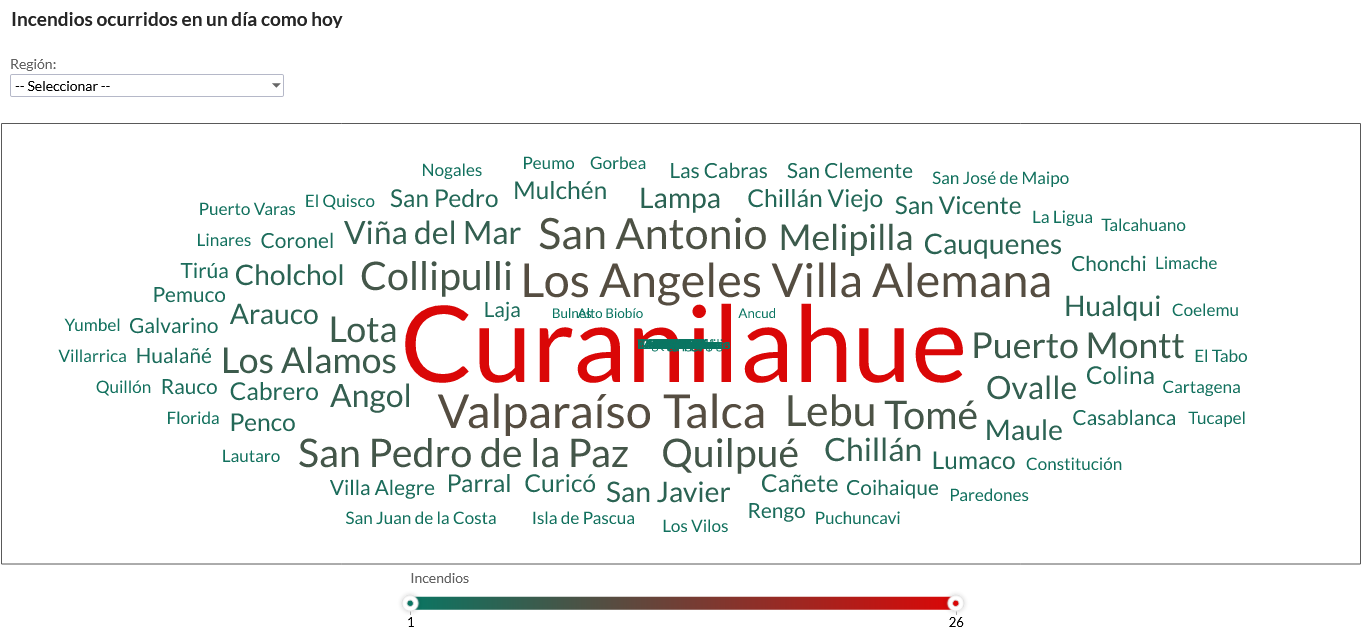 Incendios ocurridos en un día como hoy
Región:
-- Seleccionar --
Nogales Peumo Gorbea Las Cabras San Clemente San José de Maipo
Puerto Varas El Quisco San Pedro Mulchén Lampa Chillán Viejo San Vicente La Ligua Talcahuano
Linares Coronel Viña del Mar San Antonio Melipilla Cauquenes Chonchi Limache
Tirúa Cholchol Collipulli Los Angeles Villa Alemana
Pemuco Arauco Laja Bulnes Alto Biobío Ancud Hualqui Coelemu
Yumbel Galvarino Lota Curanilahue Puerto Montt El Tabo
Villarrica Hualañé Los Alamos Ovalle Colina Cartagena
Quillón Rauco Cabrero Angol Valparaíso Talca Lebu Tomé Casablanca Tucapel
Florida Penco Maule
Lautaro San Pedro de la Paz Quilpué Chillán Lumaco Constitución
Villa Alegre Parral Curicó San Javier Cañete Coihaique Paredones
San Juan de la Costa Isla de Pascua Los Vilos Rengo Puchuncavi
Incendios
1 26